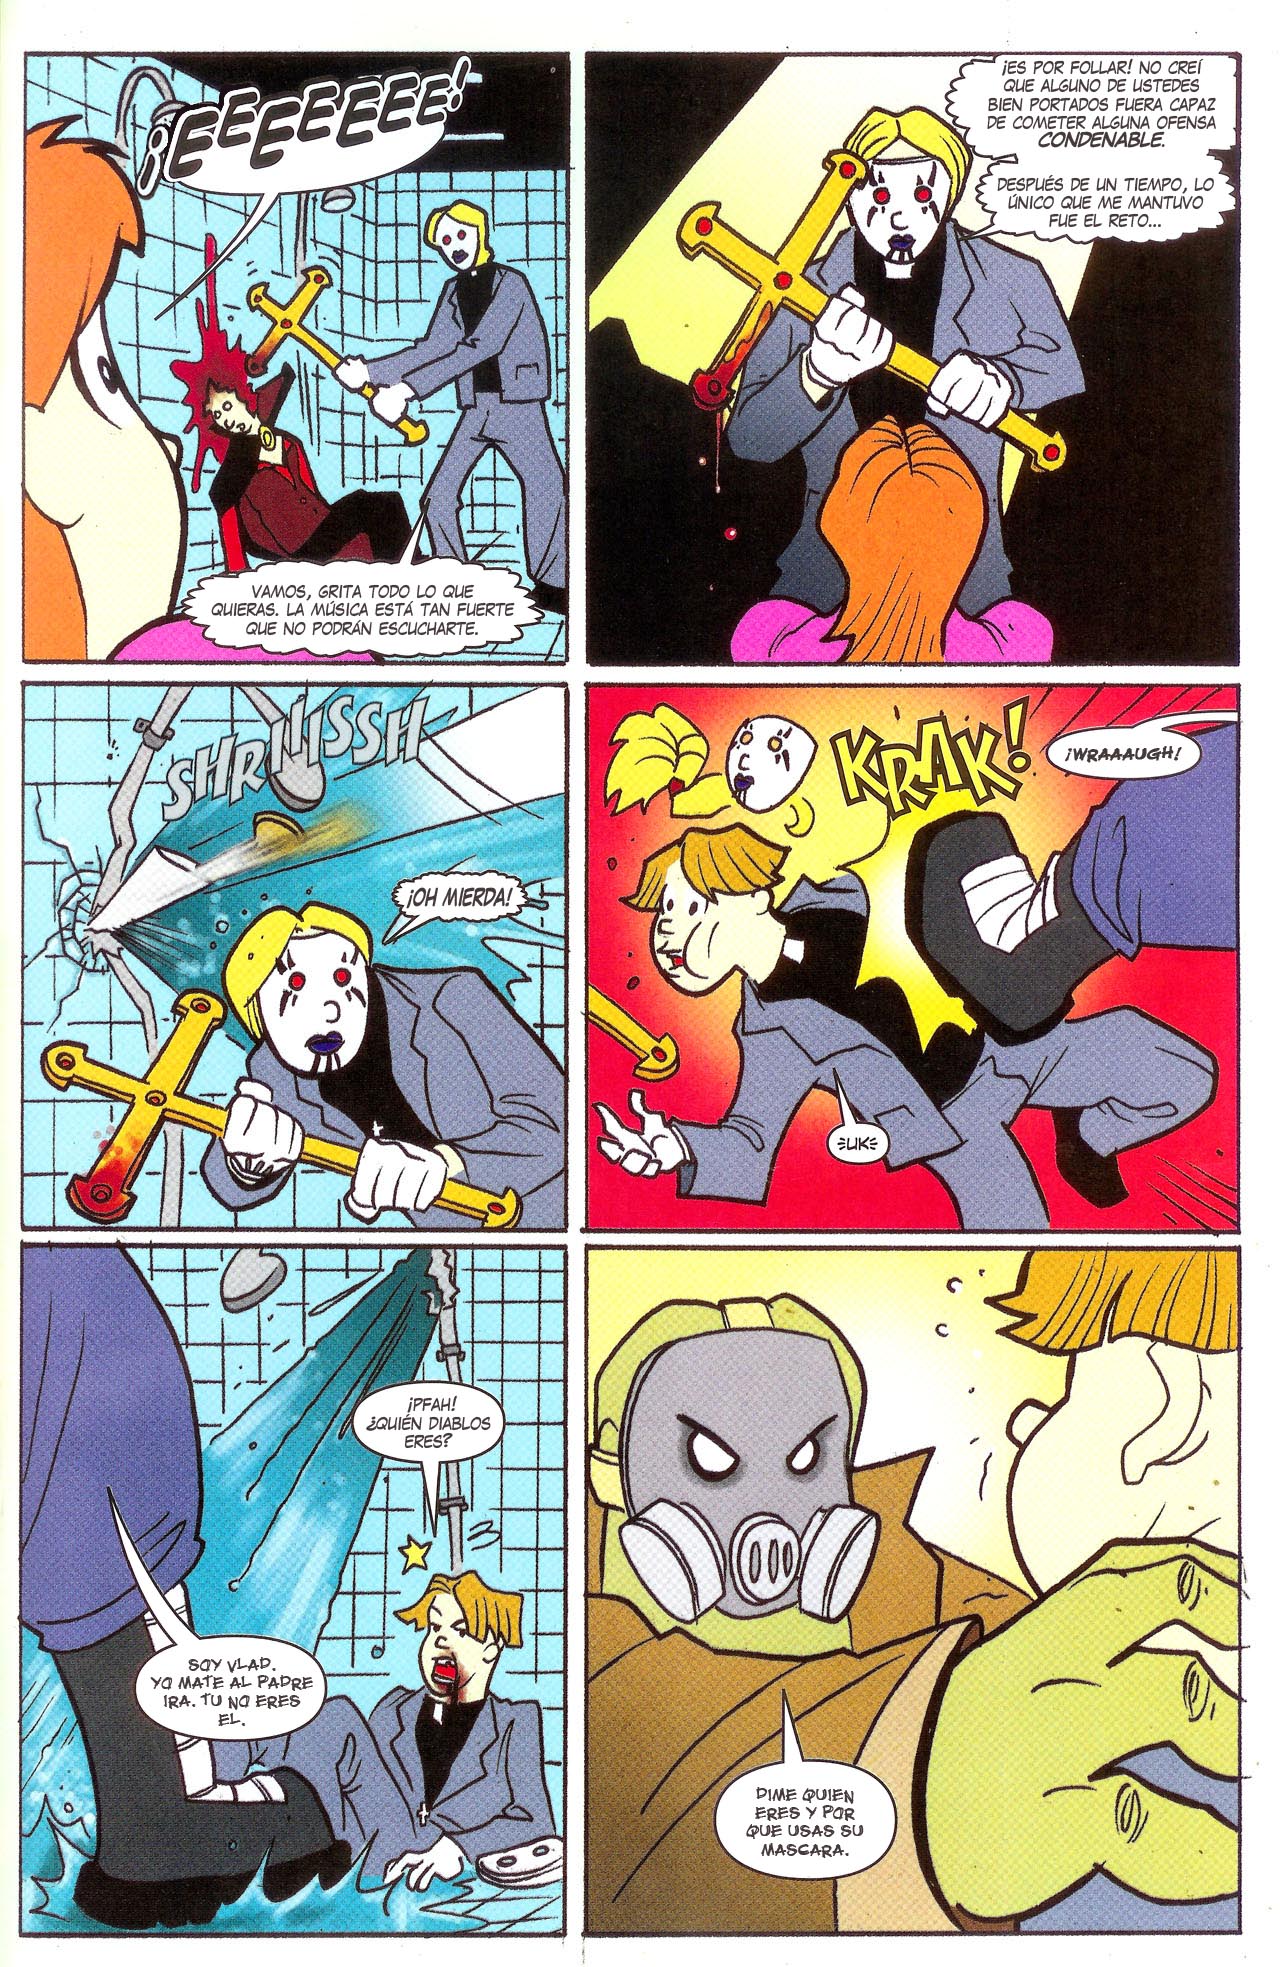 ¡EEEEEEEE!
VAMOS, GRITA TODO LO QUE
QUIERAS. LA MÚSICA ESTÁ TAN FUERTE
QUE NO PODRÁN ESCUCHARTE.
¡ES POR FOLLAR! NO CREÍ
QUE ALGUNO DE USTEDES
BIEN PORTADOS FUERA CAPAZ
DE COMETER ALGUNA OFENSA
CONDENABLE.
DESPUÉS DE UN TIEMPO, LO
ÚNICO QUE ME MANTUVO
FUE EL RETO...
SHRIIISSH
¡OH MIERDA!
KRAK!
¡WRAAAUGH!
UK
¡PFAH!
¿QUIÉN DIABLOS
ERES?
SOY VLAD.
YO MATE AL PADRE
IRA. TU NO ERES
EL.
DIME QUIEN
ERES Y POR
QUE USAS SU
MASCARA.